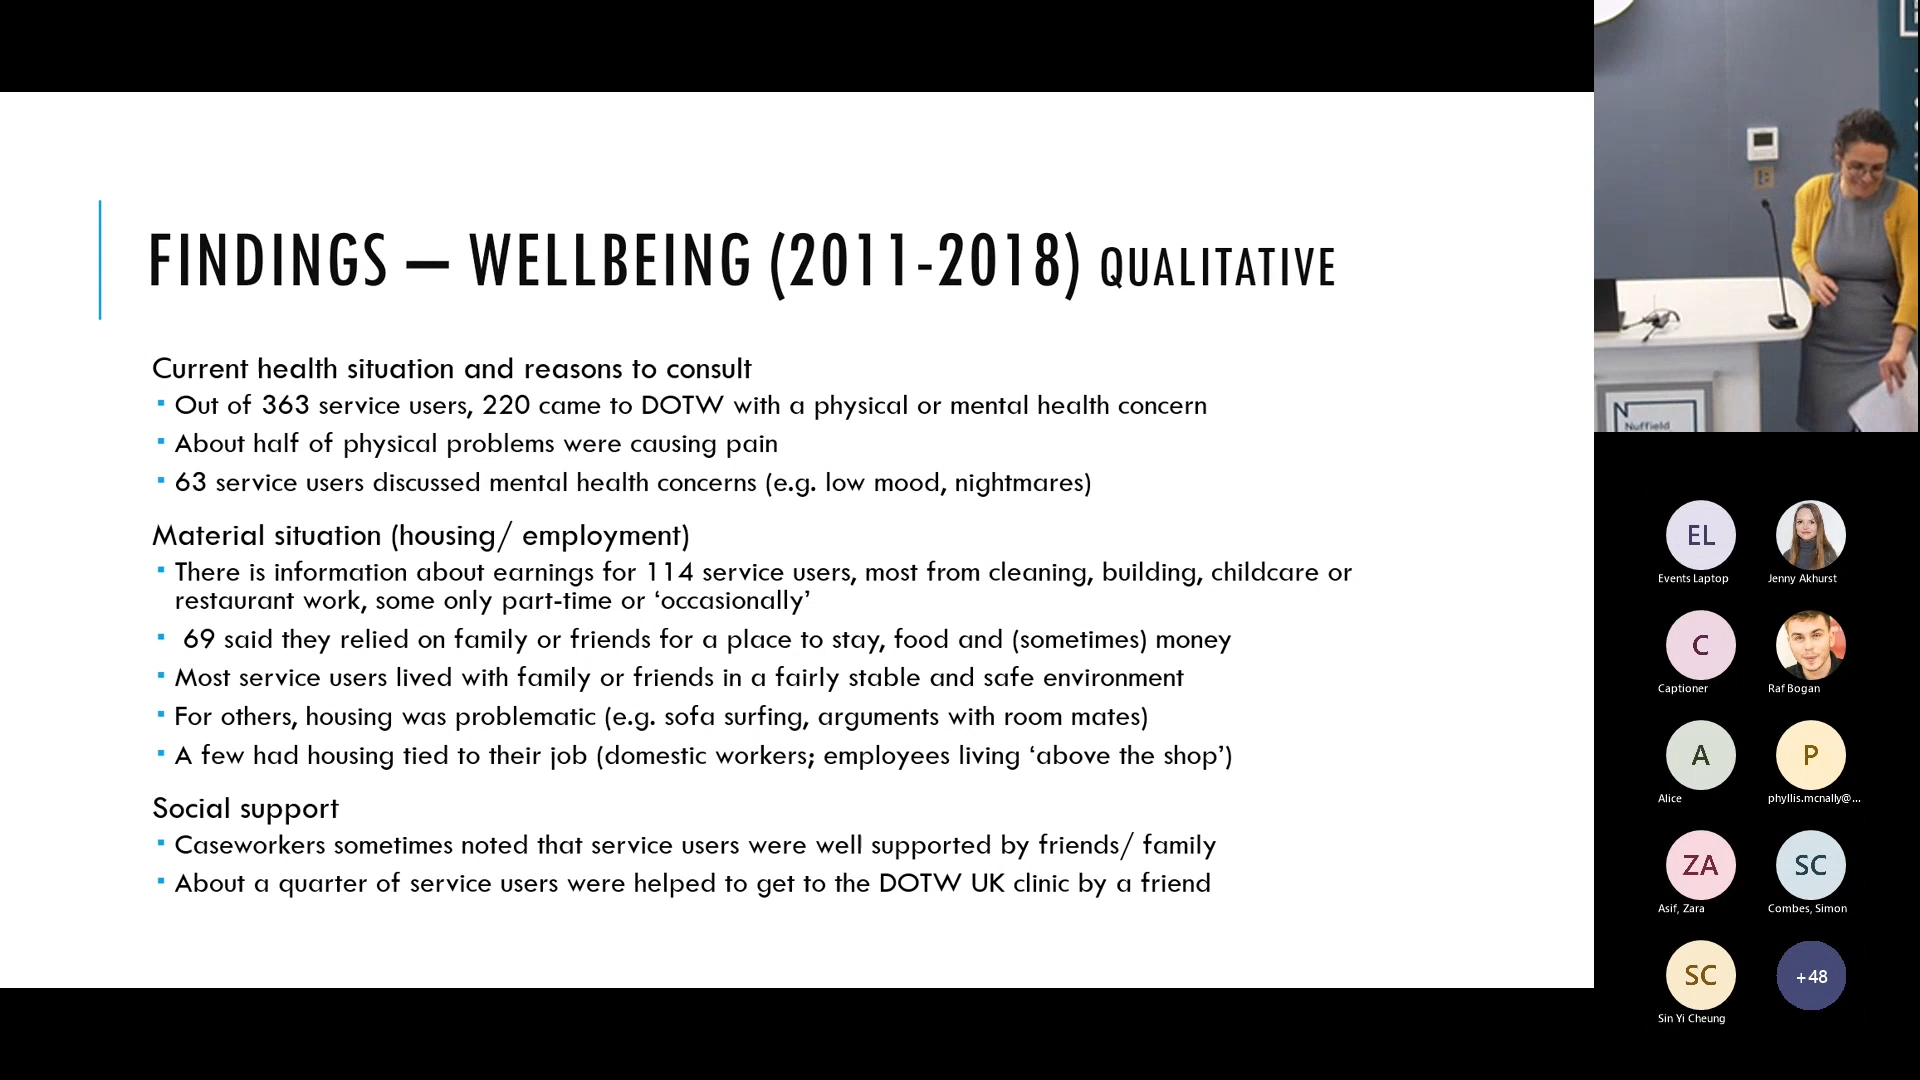 FINDINGS – WELLBEING (2011-2018) QUALITATIVE
Current health situation and reasons to consult
▪ Out of 363 service users, 220 came to DOTW with a physical or mental health concern
▪ About half of physical problems were causing pain
▪ 63 service users discussed mental health concerns (e.g. low mood, nightmares)
Material situation (housing/ employment)
▪ There is information about earnings for 114 service users, most from cleaning, building, childcare or
restaurant work, some only part-time or ‘occasionally’
▪ 69 said they relied on family or friends for a place to stay, food and (sometimes) money
▪ Most service users lived with family or friends in a fairly stable and safe environment
▪ For others, housing was problematic (e.g. sofa surfing, arguments with room mates)
▪ A few had housing tied to their job (domestic workers; employees living ‘above the shop’)
Social support
▪ Caseworkers sometimes noted that service users were well supported by friends/ family
▪ About a quarter of service users were helped to get to the DOTW UK clinic by a friend
N
Nuffield
EL
Events Laptop
Jenny Akhurst
C
Captioner
Raf Bogan
A
Alice
P
phyllis.mcnally@...
ZA
Asif, Zara
SC
Combes, Simon
SC
Sin Yi Cheung
+48